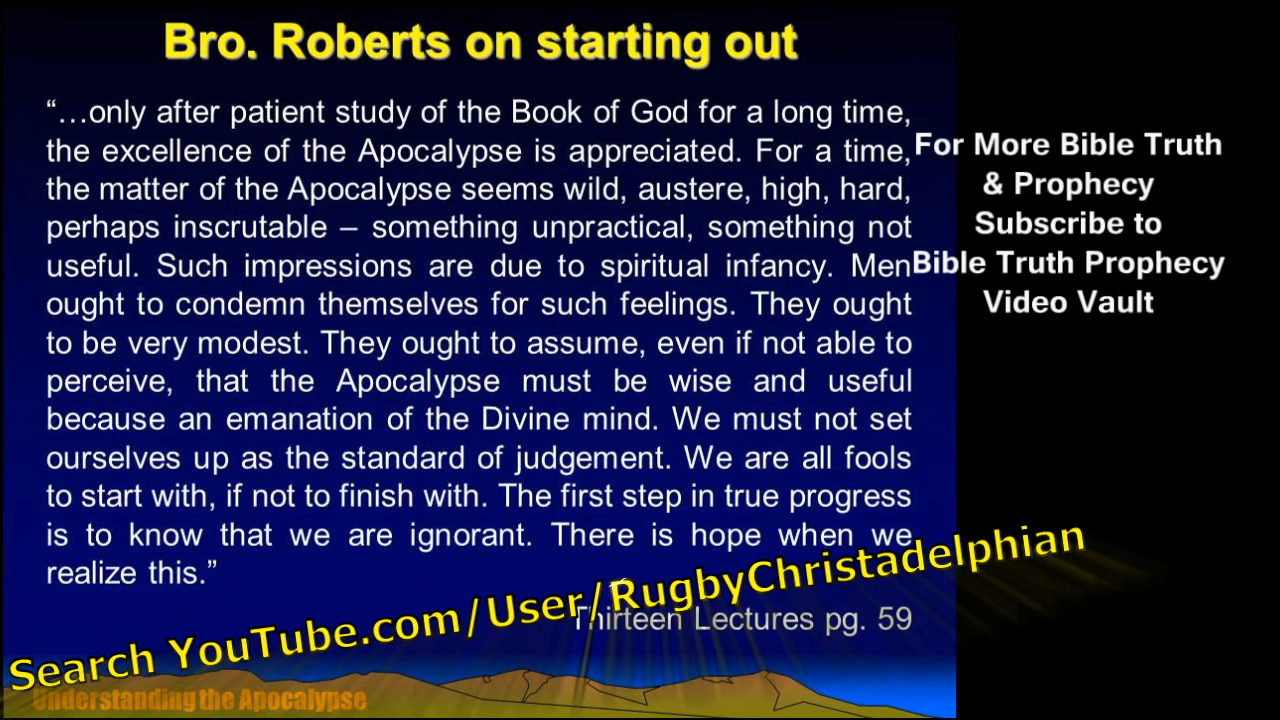 Bro. Roberts on starting out
“…only after patient study of the Book of God for a long time,
the excellence of the Apocalypse is appreciated. For a time,
the matter of the Apocalypse seems wild, austere, high, hard,
perhaps inscrutable – something unpractical, something not
useful. Such impressions are due to spiritual infancy. Men
ought to condemn themselves for such feelings. They ought
to be very modest. They ought to assume, even if not able to
perceive, that the Apocalypse must be wise and useful
because an emanation of the Divine mind. We must not set
ourselves up as the standard of judgement. We are all fools
to start with, if not to finish with. The first step in true progress
is to know that we are ignorant. There is hope when we
realize this.”
Thirteen Lectures pg. 59
Understanding the Apocalypse
For More Bible Truth
& Prophecy
Subscribe to
Bible Truth Prophecy
Video Vault
Search YouTube.com/User/RugbyChristadelphian